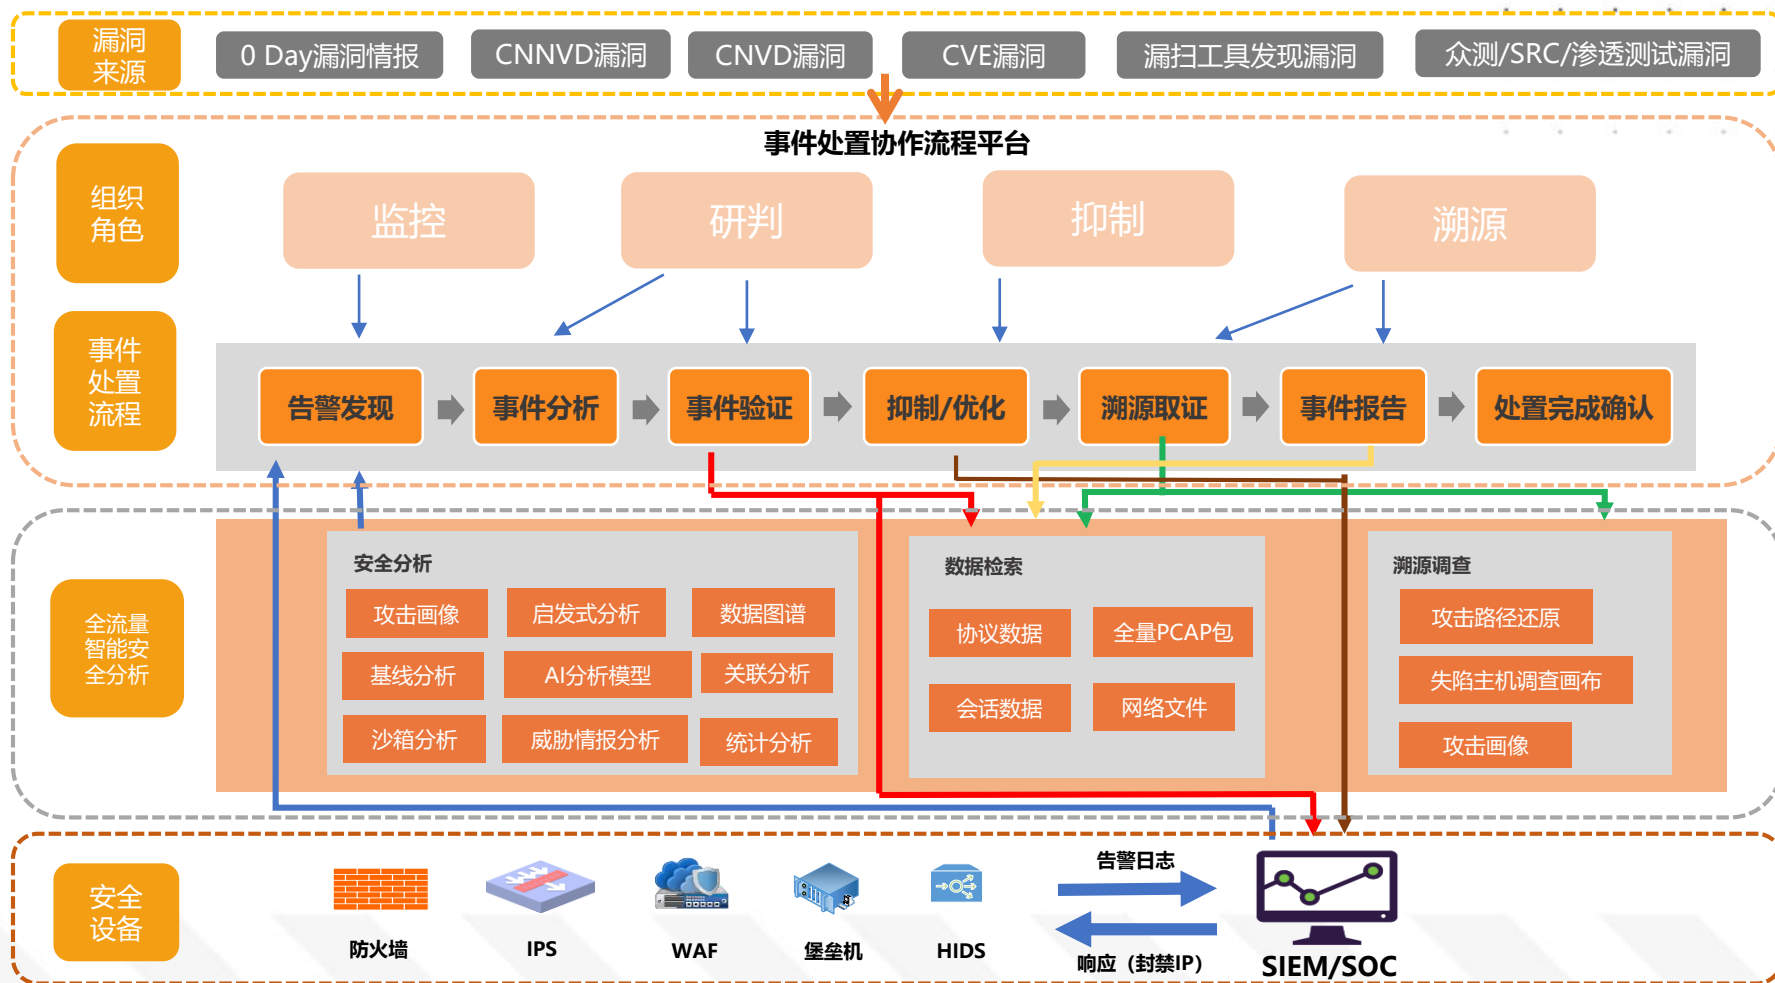 漏洞
来源
0 Day漏洞情报
CNNVD漏洞
CNVD漏洞
CVE漏洞
漏扫工具发现漏洞
众测/SRC/渗透测试漏洞
事件处置协作流程平台
组织
角色
监控
研判
抑制
溯源
事件
处置
流程
告警发现
事件分析
事件验证
抑制/优化
溯源取证
事件报告
处置完成确认
全流量
智能安
全分析
安全分析
攻击画像
启发式分析
数据图谱
基线分析
AI分析模型
关联分析
沙箱分析
威胁情报分析
统计分析
数据检索
协议数据
全量PCAP包
会话数据
网络文件
溯源调查
攻击路径还原
失陷主机调查画布
攻击画像
安全
设备
防火墙
IPS
WAF
堡垒机
HIDS
告警日志
响应（封禁IP）
SIEM/SOC